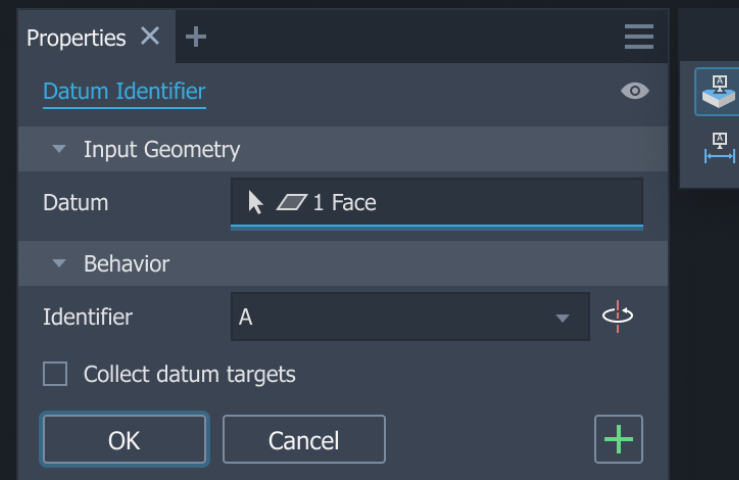 Properties
Datum Identifier
Input Geometry
Datum 1 Face
Behavior
Identifier A
Collect datum targets
OK Cancel
A
A